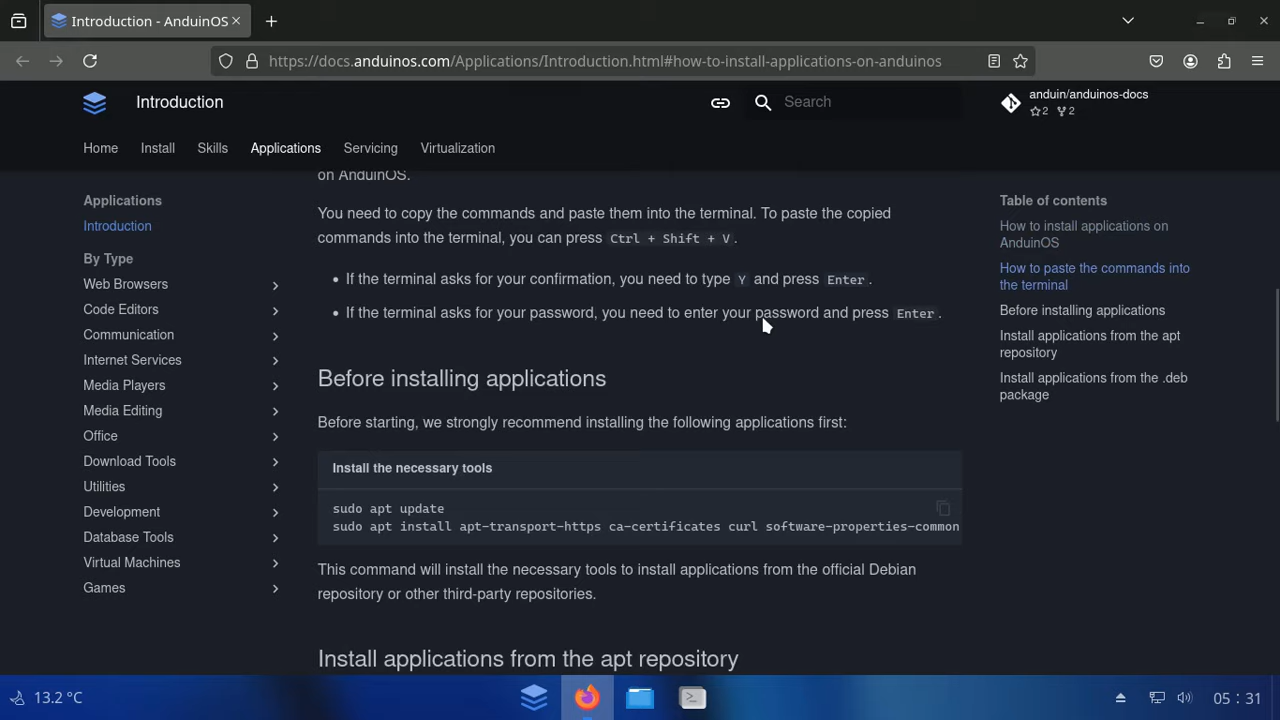 Introduction - AnduinOS
https://docs.anduinos.com/Applications/Introduction.html#how-to-install-applications-on-anduinos
Introduction
Search
anduin/anduinos-docs
2 2
Home Install Skills Applications Servicing Virtualization
Applications
Introduction
By Type
Web Browsers
Code Editors
Communication
Internet Services
Media Players
Media Editing
Office
Download Tools
Utilities
Development
Database Tools
Virtual Machines
Games
on AnduinOS.
You need to copy the commands and paste them into the terminal. To paste the copied
commands into the terminal, you can press Ctrl + Shift + V.
• If the terminal asks for your confirmation, you need to type Y and press Enter.
• If the terminal asks for your password, you need to enter your password and press Enter.
Before installing applications
Before starting, we strongly recommend installing the following applications first:
Install the necessary tools
sudo apt update
sudo apt install apt-transport-https ca-certificates curl software-properties-common
This command will install the necessary tools to install applications from the official Debian
repository or other third-party repositories.
Install applications from the apt repository
Table of contents
How to install applications on
AnduinOS
How to paste the commands into
the terminal
Before installing applications
Install applications from the apt
repository
Install applications from the .deb
package
13.2 °C
05 : 31